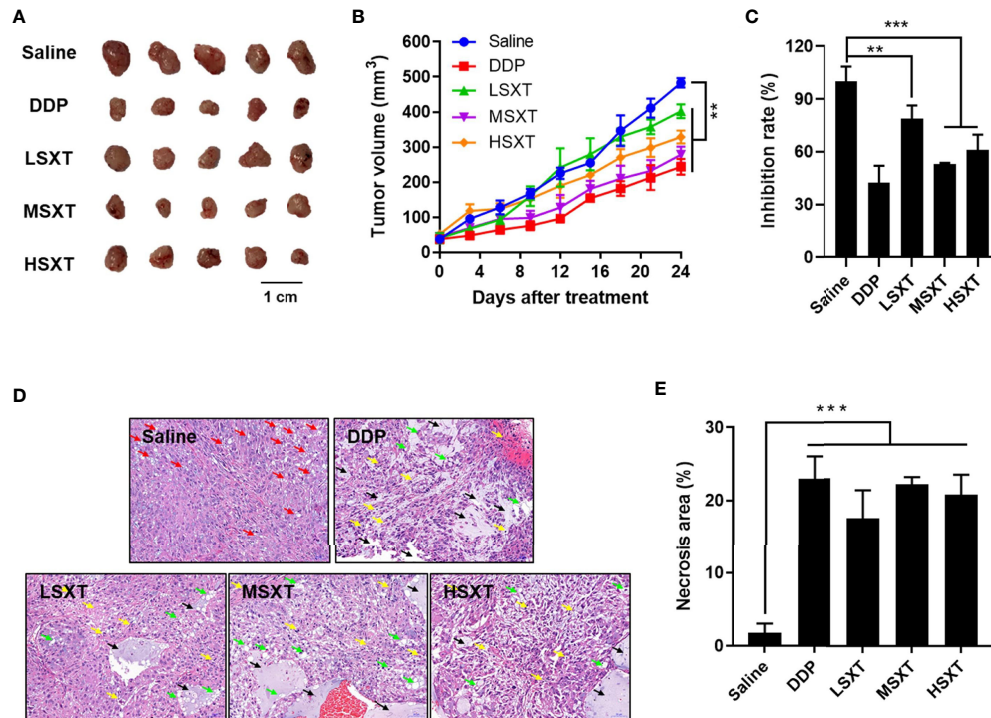 A
Saline
DDP
LSXT
MSXT
HSXT
1 cm
B
Tumor volume (mm³)
600
500
400
300
200
100
0
0 4 8 12 16 20 24
Days after treatment
Saline
DDP
LSXT
MSXT
HSXT
**
C
Inhibition rate (%)
120
90
60
30
0
**
***
Saline DDP LSXT MSXT HSXT
D
Saline
DDP
LSXT
MSXT
HSXT
E
Necrosis area (%)
30
20
10
0
***
Saline DDP LSXT MSXT HSXT